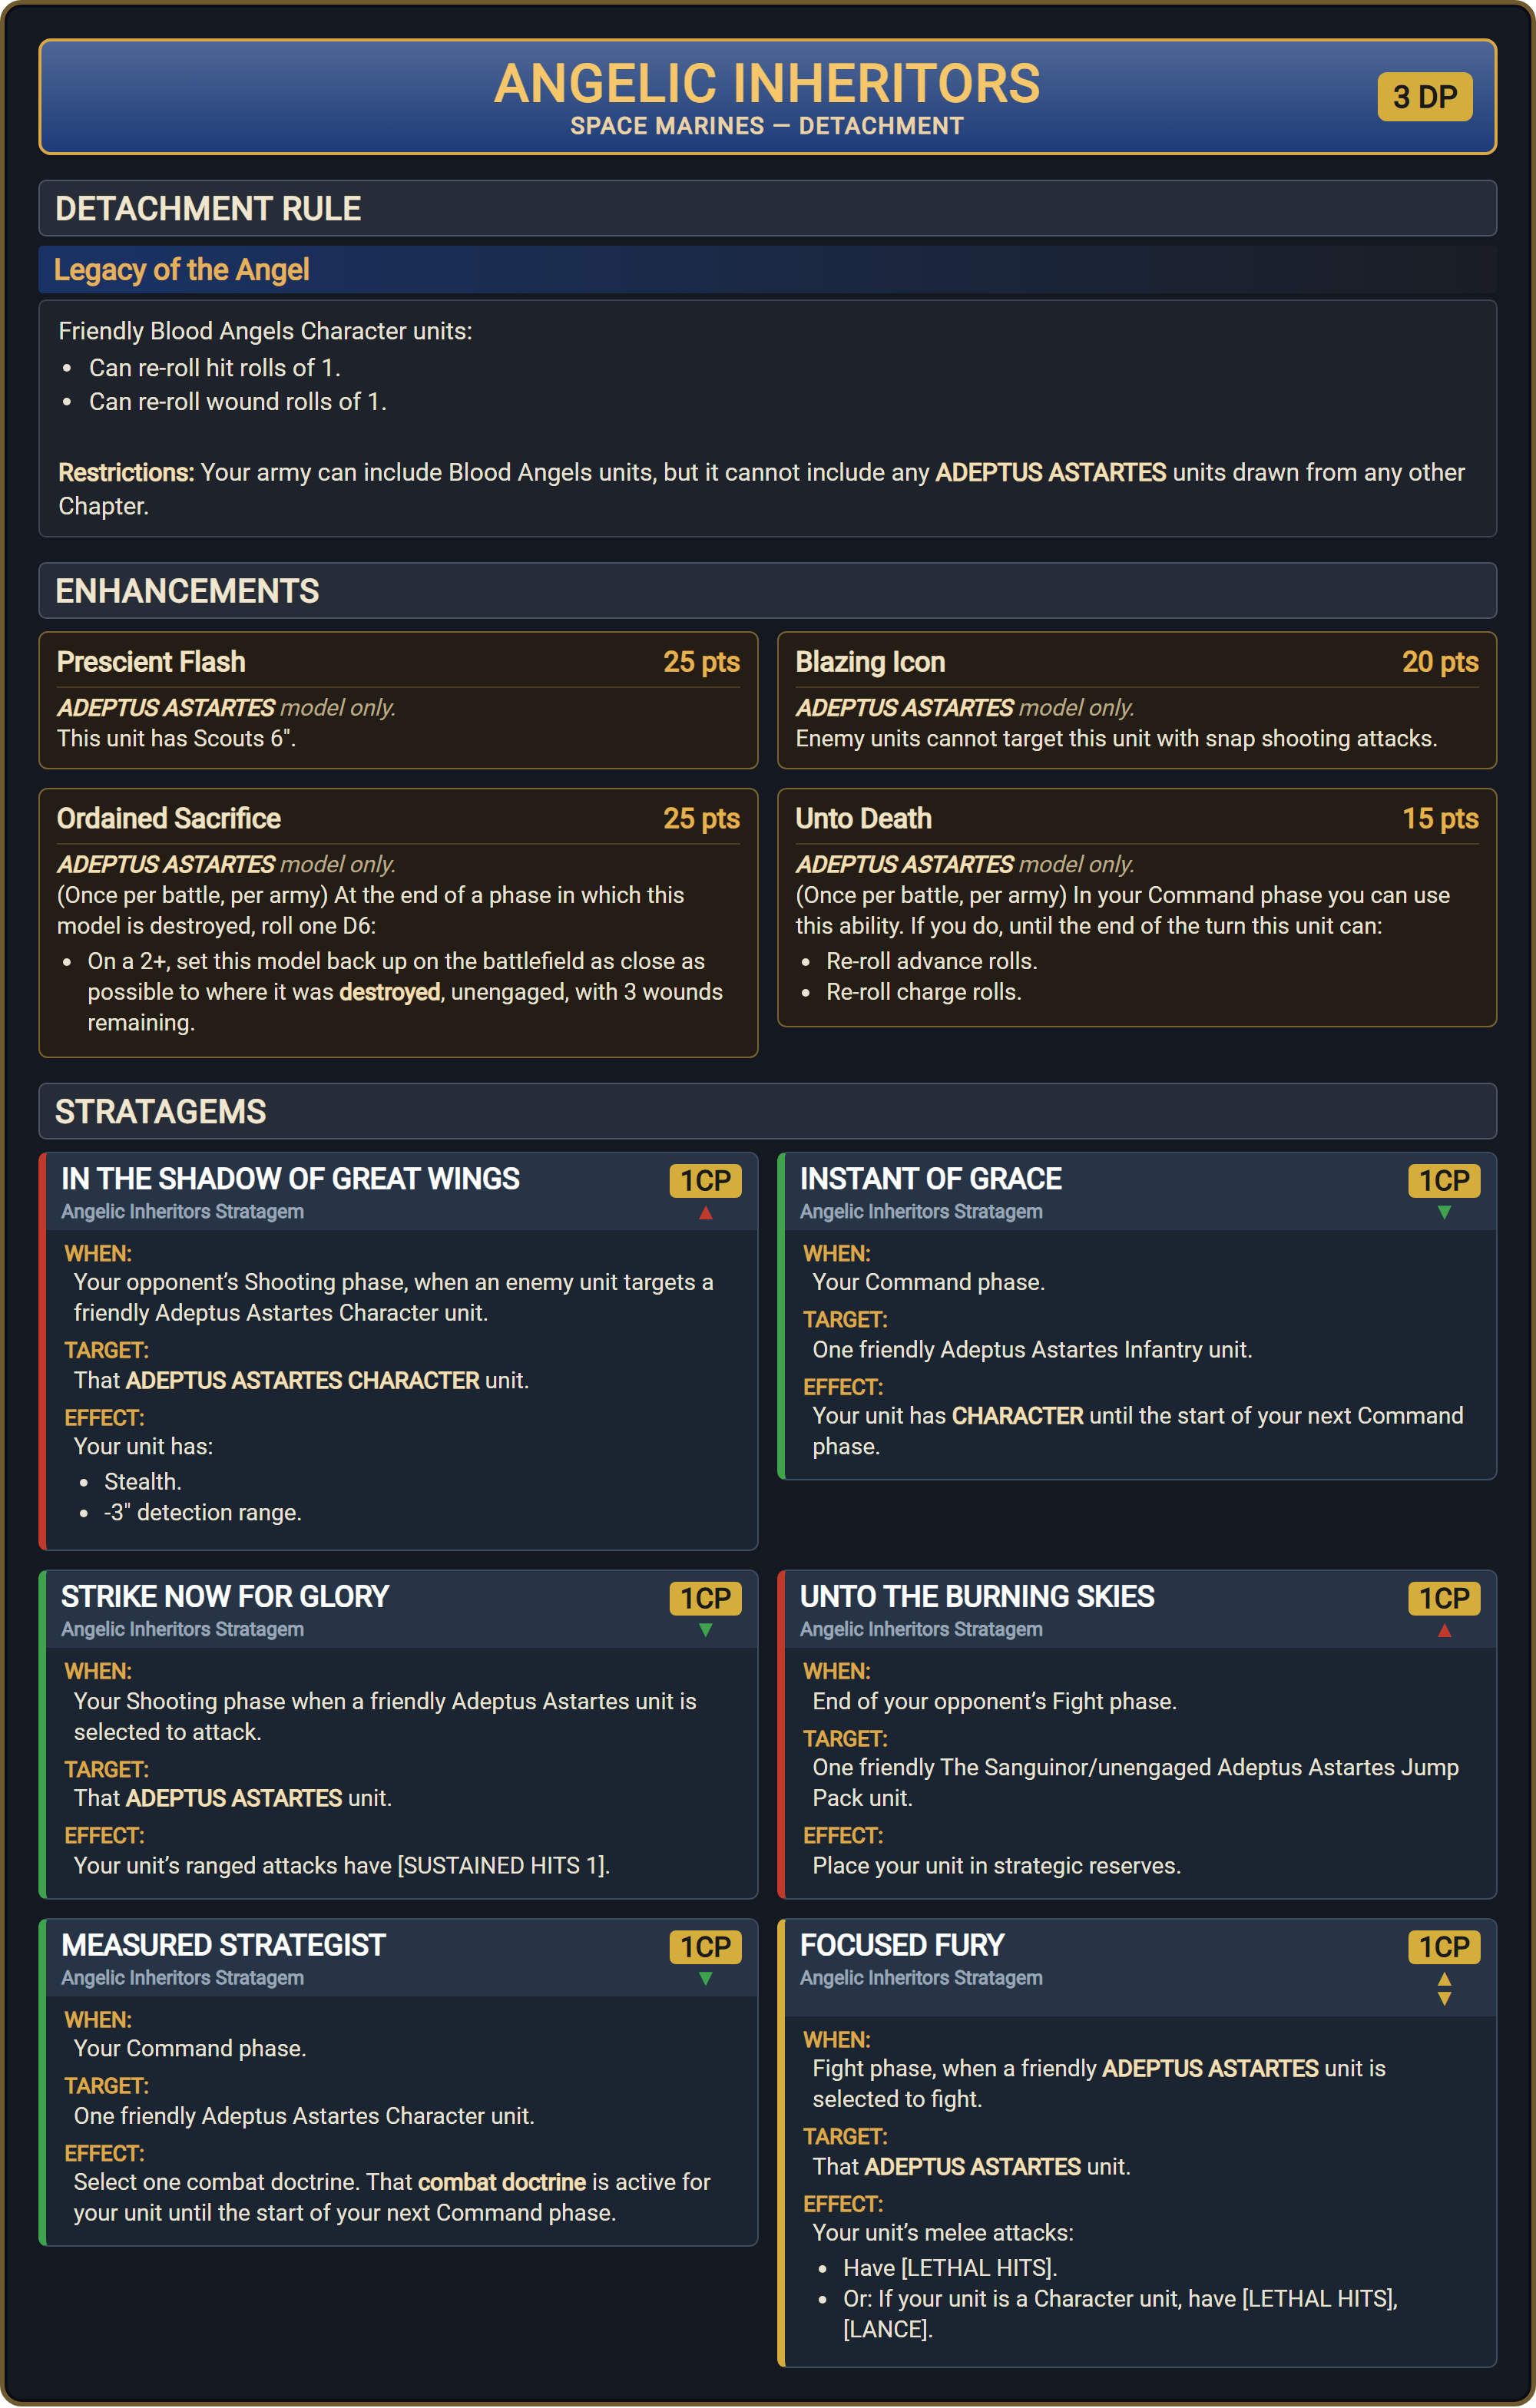 ANGELIC INHERITORS
SPACE MARINES — DETACHMENT
3 DP
DETACHMENT RULE
Legacy of the Angel
Friendly Blood Angels Character units:
• Can re-roll hit rolls of 1.
• Can re-roll wound rolls of 1.
Restrictions: Your army can include Blood Angels units, but it cannot include any ADEPTUS ASTARTES units drawn from any other
Chapter.
ENHANCEMENTS
Prescient Flash 25 pts
ADEPTUS ASTARTES model only.
This unit has Scouts 6".
Blazing Icon 20 pts
ADEPTUS ASTARTES model only.
Enemy units cannot target this unit with snap shooting attacks.
Ordained Sacrifice 25 pts
ADEPTUS ASTARTES model only.
(Once per battle, per army) At the end of a phase in which this
model is destroyed, roll one D6:
• On a 2+, set this model back up on the battlefield as close as
possible to where it was destroyed, unengaged, with 3 wounds
remaining.
Unto Death 15 pts
ADEPTUS ASTARTES model only.
(Once per battle, per army) In your Command phase you can use
this ability. If you do, until the end of the turn this unit can:
• Re-roll advance rolls.
• Re-roll charge rolls.
STRATAGEMS
IN THE SHADOW OF GREAT WINGS 1CP
Angelic Inheritors Stratagem ▲
WHEN:
Your opponent’s Shooting phase, when an enemy unit targets a
friendly Adeptus Astartes Character unit.
TARGET:
That ADEPTUS ASTARTES CHARACTER unit.
EFFECT:
Your unit has:
• Stealth.
• -3" detection range.
INSTANT OF GRACE 1CP
Angelic Inheritors Stratagem ▼
WHEN:
Your Command phase.
TARGET:
One friendly Adeptus Astartes Infantry unit.
EFFECT:
Your unit has CHARACTER until the start of your next Command
phase.
STRIKE NOW FOR GLORY 1CP
Angelic Inheritors Stratagem ▼
WHEN:
Your Shooting phase when a friendly Adeptus Astartes unit is
selected to attack.
TARGET:
That ADEPTUS ASTARTES unit.
EFFECT:
Your unit’s ranged attacks have [SUSTAINED HITS 1].
UNTO THE BURNING SKIES 1CP
Angelic Inheritors Stratagem ▲
WHEN:
End of your opponent’s Fight phase.
TARGET:
One friendly The Sanguinor/unengaged Adeptus Astartes Jump
Pack unit.
EFFECT:
Place your unit in strategic reserves.
MEASURED STRATEGIST 1CP
Angelic Inheritors Stratagem ▼
WHEN:
Your Command phase.
TARGET:
One friendly Adeptus Astartes Character unit.
EFFECT:
Select one combat doctrine. That combat doctrine is active for
your unit until the start of your next Command phase.
FOCUSED FURY 1CP
Angelic Inheritors Stratagem ▲
▼
WHEN:
Fight phase, when a friendly ADEPTUS ASTARTES unit is
selected to fight.
TARGET:
That ADEPTUS ASTARTES unit.
EFFECT:
Your unit’s melee attacks:
• Have [LETHAL HITS].
• Or: If your unit is a Character unit, have [LETHAL HITS],
[LANCE].